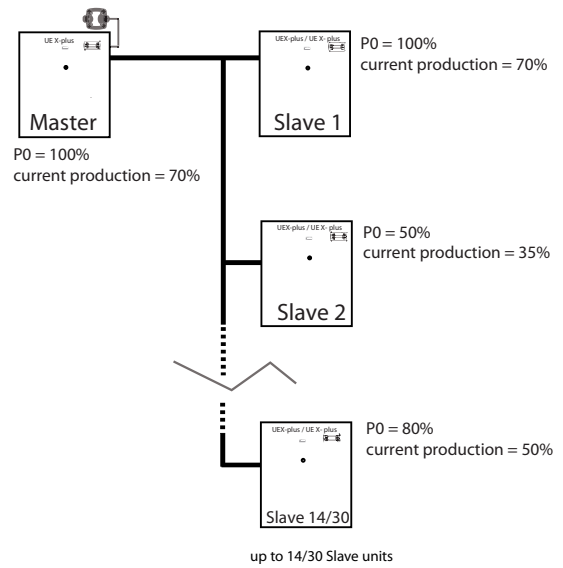 UE X-plus
Master
P0 = 100%
current production = 70%
UEX-plus / UE X- plus
Slave 1
P0 = 100%
current production = 70%
UEX-plus / UE X- plus
Slave 2
P0 = 50%
current production = 35%
UEX-plus / UE X- plus
Slave 14/30
P0 = 80%
current production = 50%
up to 14/30 Slave units